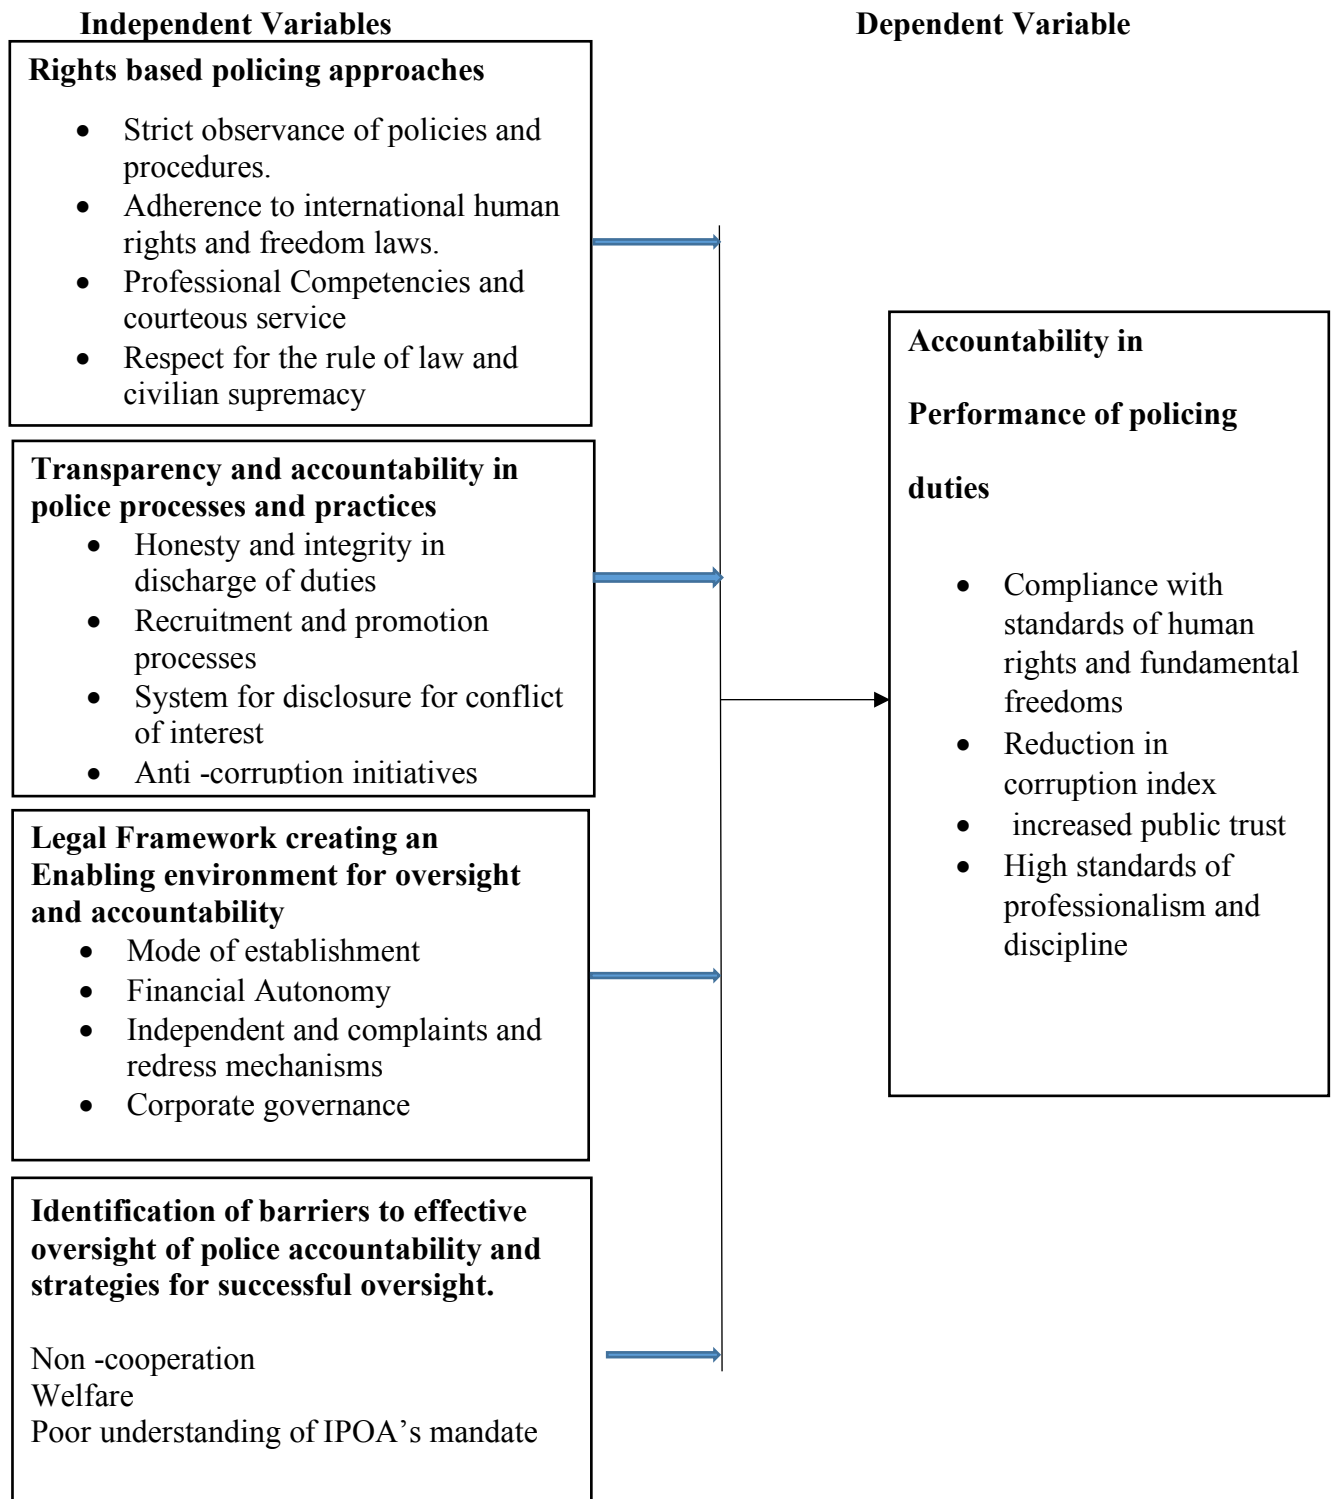 Independent Variables
Dependent Variable
Rights based policing approaches
• Strict observance of policies and
procedures.
• Adherence to international human
rights and freedom laws.
• Professional Competencies and
courteous service
• Respect for the rule of law and
civilian supremacy
Transparency and accountability in
police processes and practices
• Honesty and integrity in
discharge of duties
• Recruitment and promotion
processes
• System for disclosure for conflict
of interest
• Anti -corruption initiatives
Legal Framework creating an
Enabling environment for oversight
and accountability
• Mode of establishment
• Financial Autonomy
• Independent and complaints and
redress mechanisms
• Corporate governance
Identification of barriers to effective
oversight of police accountability and
strategies for successful oversight.
Non -cooperation
Welfare
Poor understanding of IPOA’s mandate
Accountability in
Performance of policing
duties
• Compliance with
standards of human
rights and fundamental
freedoms
• Reduction in
corruption index
• increased public trust
• High standards of
professionalism and
discipline